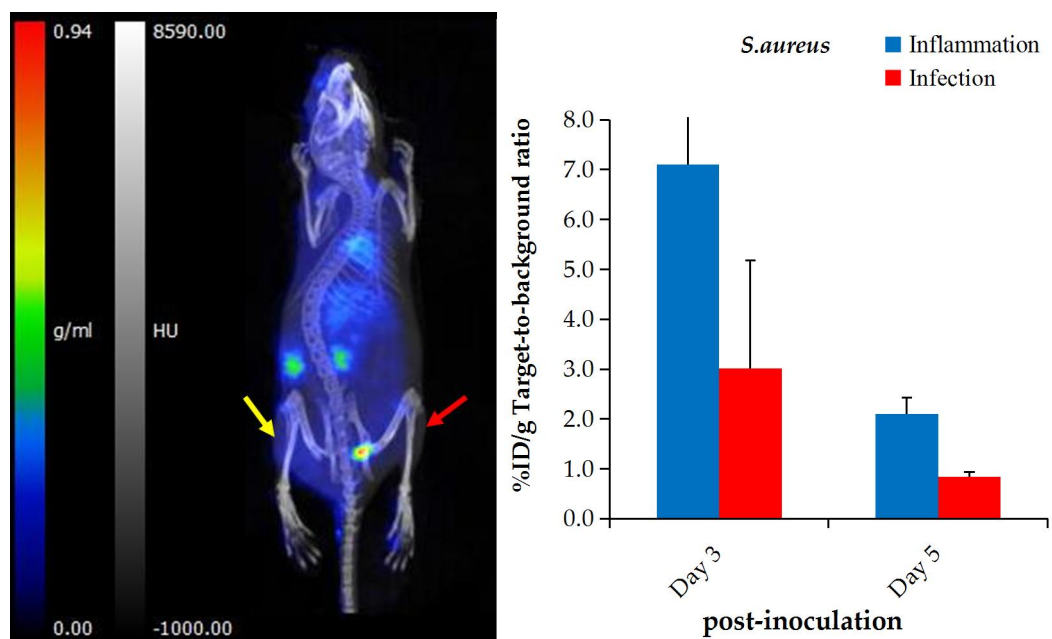 0.94
8590.00
g/ml
HU
0.00
-1000.00
S.aureus
Inflammation
Infection
%ID/g Target-to-background ratio
8.0
7.0
6.0
5.0
4.0
3.0
2.0
1.0
0.0
Day 3
Day 5
post-inoculation